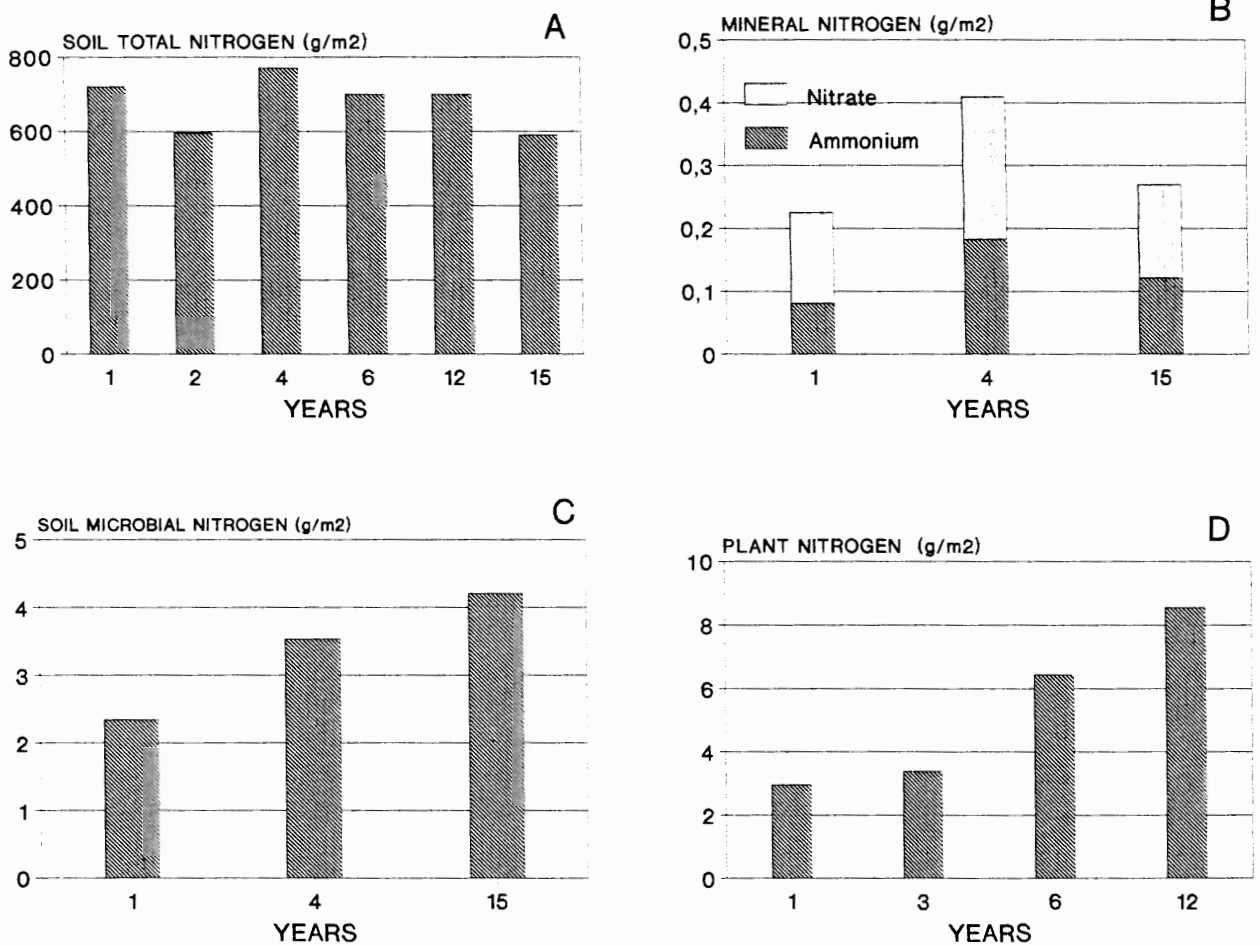 A
SOIL TOTAL NITROGEN (g/m2)
800
600
400
200
0
1 2 4 6 12 15
YEARS
B
MINERAL NITROGEN (g/m2)
0,5
0,4
0,3
0,2
0,1
0
Nitrate
Ammonium
1 4 15
YEARS
C
SOIL MICROBIAL NITROGEN (g/m2)
5
4
3
2
1
0
1 4 15
YEARS
D
PLANT NITROGEN (g/m2)
10
8
6
4
2
0
1 3 6 12
YEARS